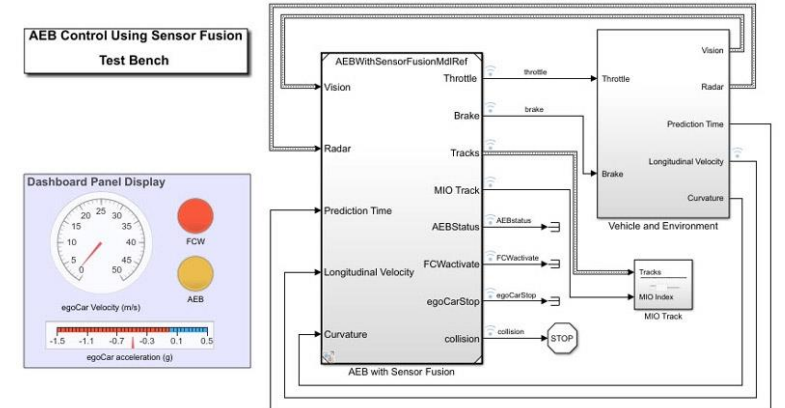 AEB Control Using Sensor Fusion
Test Bench
Dashboard Panel Display
20 25 30
15 35
10 40
5 45
0 50
FCW
AEB
egoCar Velocity (m/s)
-1.5 -1.1 -0.7 -0.3 0.1 0.5
egoCar acceleration (g)
AEBWithSensorFusionMdlRef
Vision
Radar
Prediction Time
Longitudinal Velocity
Curvature
Throttle
Brake
Tracks
MIO Track
AEBStatus
FCWactivate
egoCarStop
collision
AEB with Sensor Fusion
throttle
brake
AEBstatus
FCWactivate
egoCarStop
collision
STOP
Throttle
Brake
Vision
Radar
Prediction Time
Longitudinal Velocity
Curvature
Vehicle and Environment
Tracks
MIO Index
MIO Track